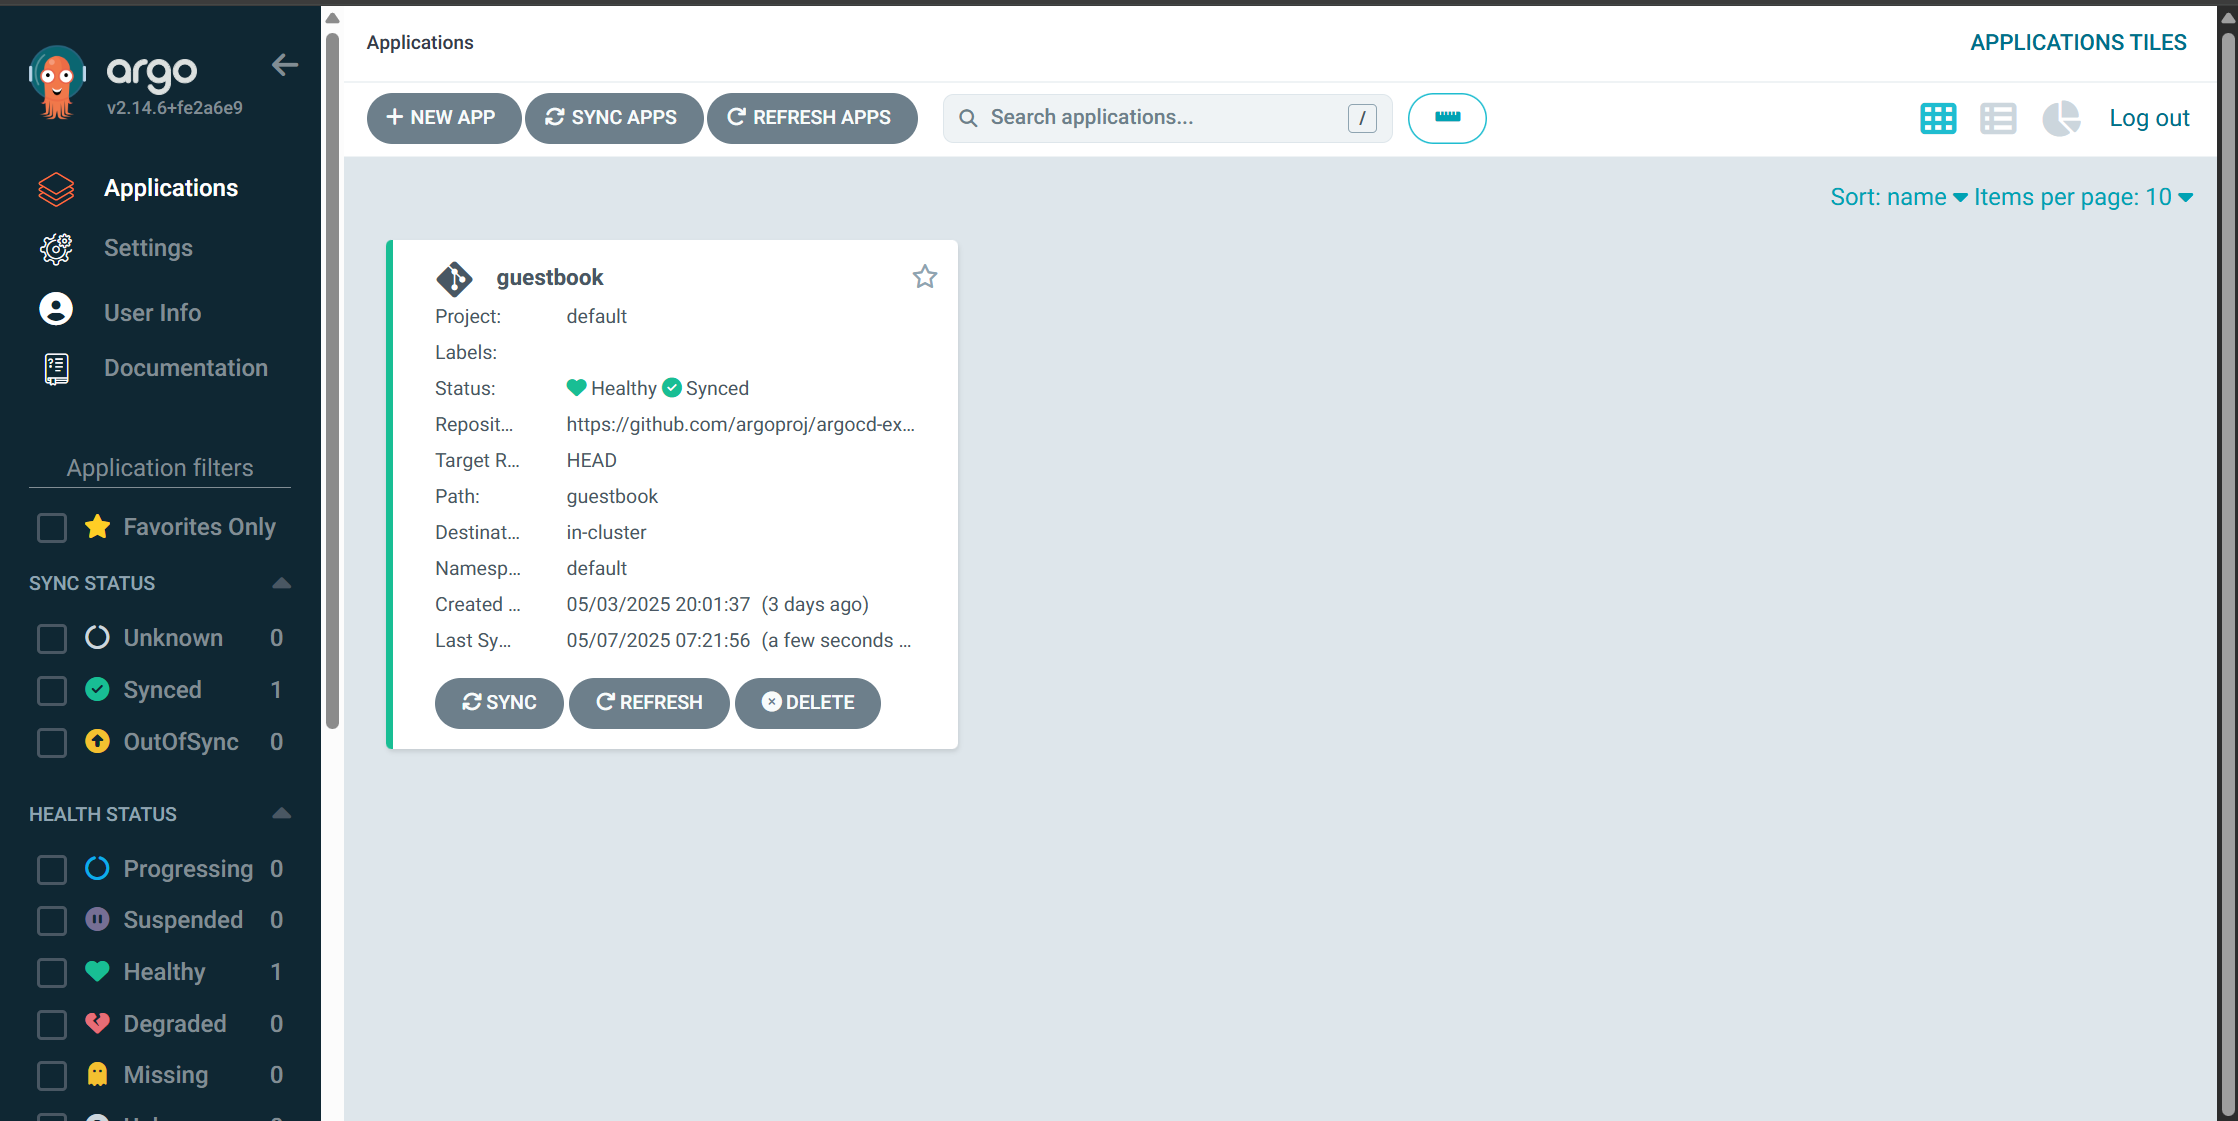 argo
v2.14.6+fe2a6e9
Applications
Settings
User Info
Documentation
Application filters
Favorites Only
SYNC STATUS
Unknown 0
Synced 1
OutOfSync 0
HEALTH STATUS
Progressing 0
Suspended 0
Healthy 1
Degraded 0
Missing 0
Applications
APPLICATIONS TILES
NEW APP SYNC APPS REFRESH APPS Search applications... / Log out
Sort: name Items per page: 10
guestbook
Project: default
Labels:
Status: Healthy Synced
Reposit... https://github.com/argoproj/argocd-ex...
Target R... HEAD
Path: guestbook
Destinat... in-cluster
Namesp... default
Created ... 05/03/2025 20:01:37 (3 days ago)
Last Sy... 05/07/2025 07:21:56 (a few seconds ...
SYNC REFRESH DELETE